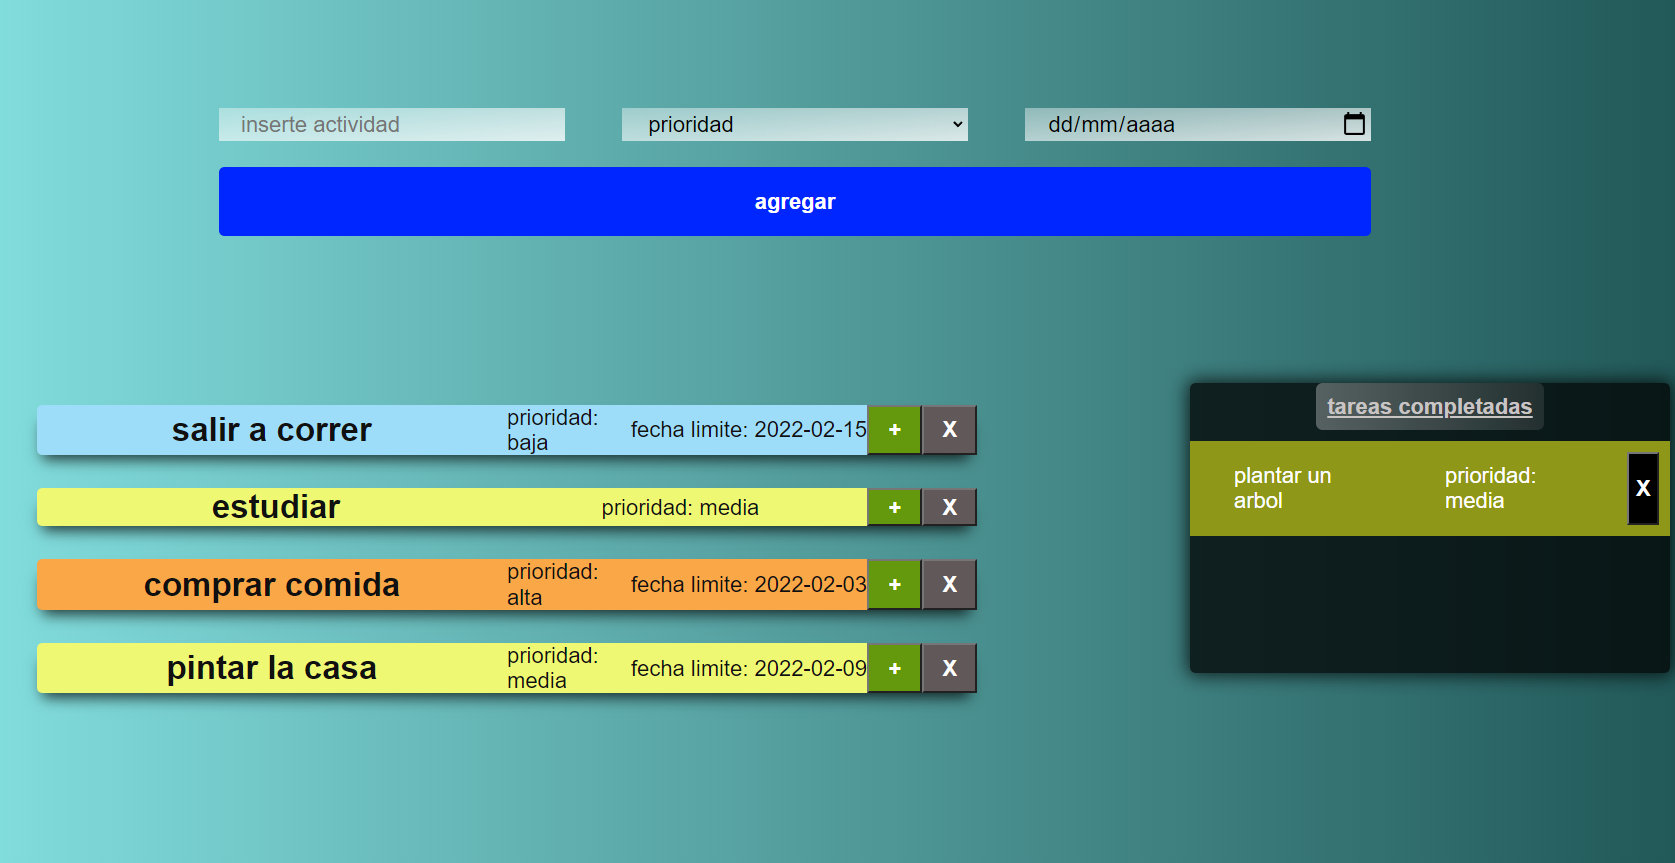 inserte actividad
prioridad
dd/mm/aaaa
agregar
salir a correr
prioridad:
baja
fecha limite: 2022-02-15
+
X
estudiar
prioridad: media
+
X
comprar comida
prioridad:
alta
fecha limite: 2022-02-03
+
X
pintar la casa
prioridad:
media
fecha limite: 2022-02-09
+
X
tareas completadas
plantar un
arbol
prioridad:
media
X